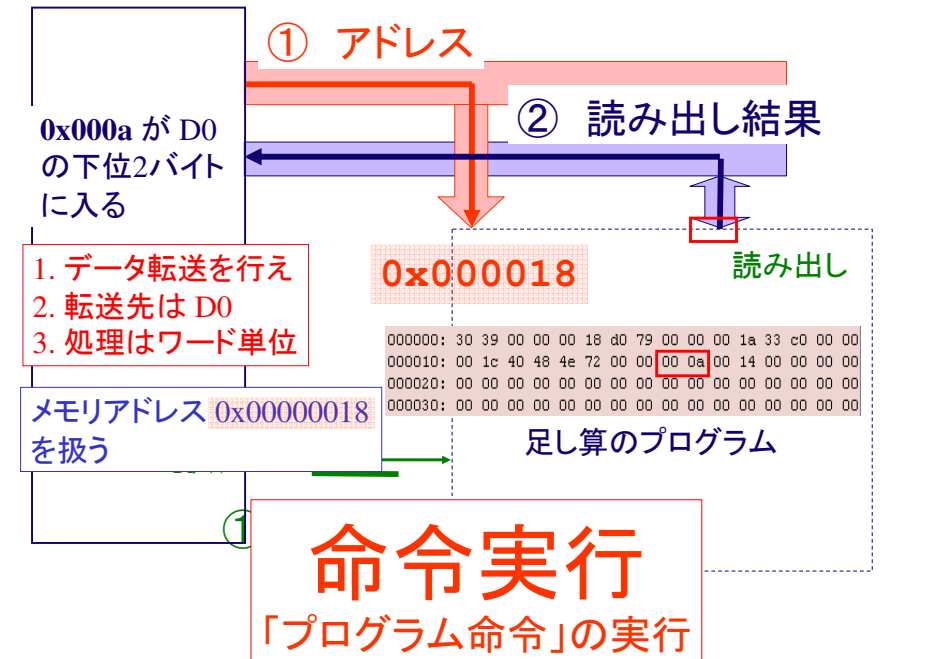 ① アドレス
② 読み出し結果
0x000a が D0
の下位2バイト
に入る
1. データ転送を行え
2. 転送先は D0
3. 処理はワード単位
0x000018
読み出し
000000: 30 39 00 00 00 18 d0 79 00 00 00 1a 33 c0 00 00
000010: 00 1c 40 48 4e 72 00 00 00 0a 00 14 00 00 00 00
000020: 00 00 00 00 00 00 00 00 00 00 00 00 00 00 00 00
000030: 00 00 00 00 00 00 00 00 00 00 00 00 00 00 00 00
メモリアドレス 0x00000018
を扱う
足し算のプログラム
①
命令実行
「プログラム命令」の実行